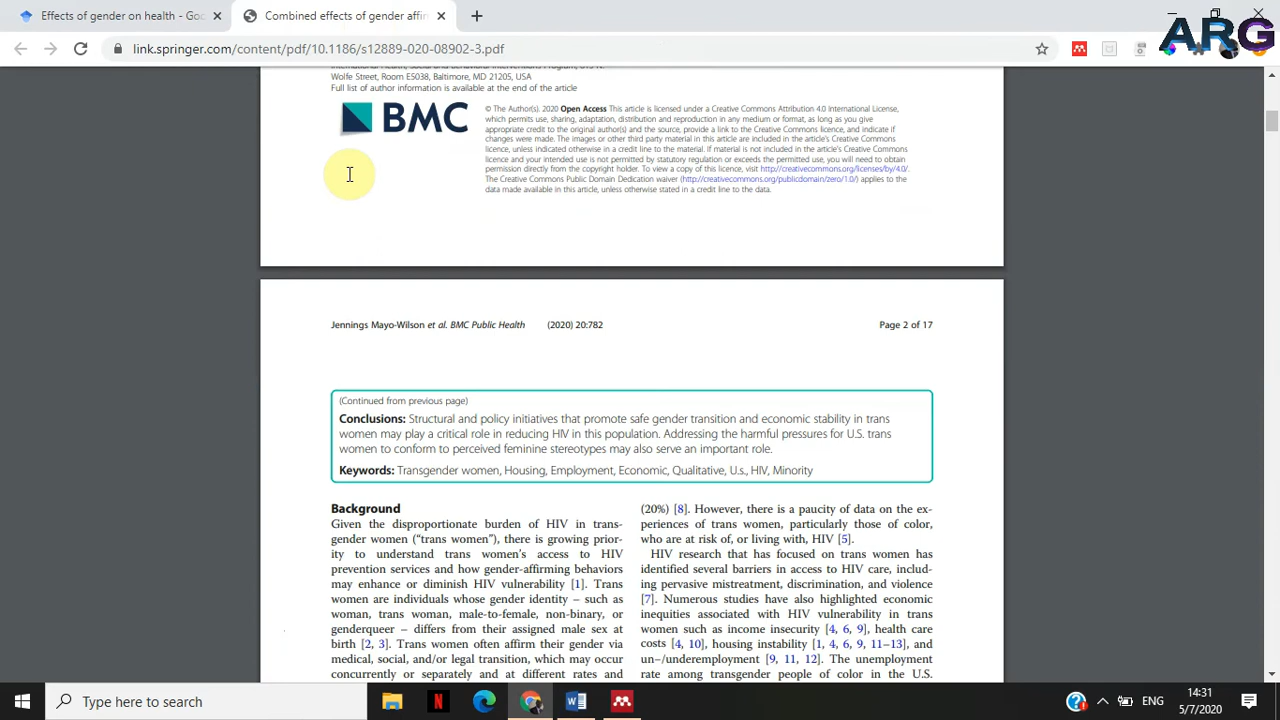 Effects of gender on health - Goo
Combined effects of gender affir
ARG
link.springer.com/content/pdf/10.1186/s12889-020-08902-3.pdf
Wolfe Street, Room E5038, Baltimore, MD 21205, USA
Full list of author information is available at the end of the article
BMC
© The Author(s). 2020 Open Access This article is licensed under a Creative Commons Attribution 4.0 International License,
which permits use, sharing, adaptation, distribution and reproduction in any medium or format, as long as you give
appropriate credit to the original author(s) and the source, provide a link to the Creative Commons licence, and indicate if
changes were made. The images or other third party material in this article are included in the article's Creative Commons
licence, unless indicated otherwise in a credit line to the material. If material is not included in the article's Creative Commons
licence and your intended use is not permitted by statutory regulation or exceeds the permitted use, you will need to obtain
permission directly from the copyright holder. To view a copy of this licence, visit http://creativecommons.org/licenses/by/4.0/.
The Creative Commons Public Domain Dedication waiver (http://creativecommons.org/publicdomain/zero/1.0/) applies to the
data made available in this article, unless otherwise stated in a credit line to the data.
Jennings Mayo-Wilson et al. BMC Public Health (2020) 20:782
Page 2 of 17
(Continued from previous page)
Conclusions: Structural and policy initiatives that promote safe gender transition and economic stability in trans
women may play a critical role in reducing HIV in this population. Addressing the harmful pressures for U.S. trans
women to conform to perceived feminine stereotypes may also serve an important role.
Keywords: Transgender women, Housing, Employment, Economic, Qualitative, U.s., HIV, Minority
Background
Given the disproportionate burden of HIV in trans-
gender women (“trans women”), there is growing prior-
ity to understand trans women's access to HIV
prevention services and how gender-affirming behaviors
may enhance or diminish HIV vulnerability [1]. Trans
women are individuals whose gender identity – such as
woman, trans woman, male-to-female, non-binary, or
genderqueer – differs from their assigned male sex at
birth [2, 3]. Trans women often affirm their gender via
medical, social, and/or legal transition, which may occur
concurrently or separately and at different rates and
(20%) [8]. However, there is a paucity of data on the ex-
periences of trans women, particularly those of color,
who are at risk of, or living with, HIV [5].
HIV research that has focused on trans women has
identified several barriers in access to HIV care, includ-
ing pervasive mistreatment, discrimination, and violence
[7]. Numerous studies have also highlighted economic
inequities associated with HIV vulnerability in trans
women such as income insecurity [4, 6, 9], health care
costs [4, 10], housing instability [1, 4, 6, 9, 11–13], and
un–/underemployment [9, 11, 12]. The unemployment
rate among transgender people of color in the U.S.
Type here to search
ENG
14:31
5/7/2020